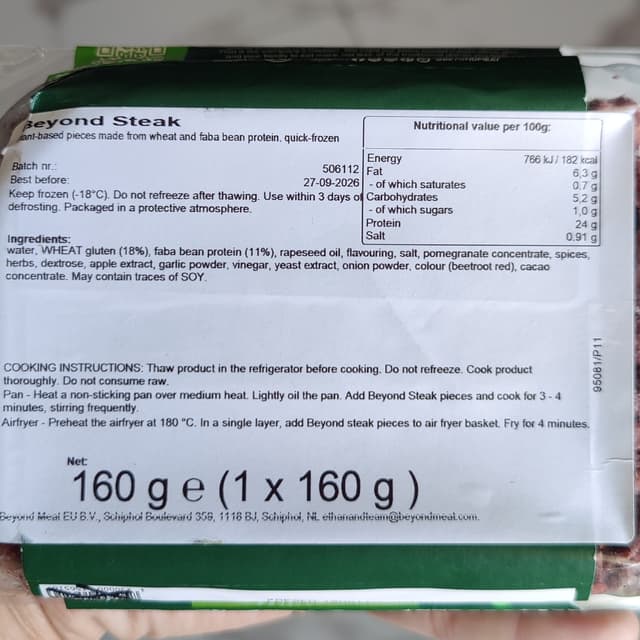 Beyond Steak
plant-based pieces made from wheat and faba bean protein, quick-frozen
Batch nr.: 506112
Best before: 27-09-2026
Keep frozen (-18°C). Do not refreeze after thawing. Use within 3 days of
defrosting. Packaged in a protective atmosphere.
Nutritional value per 100g:
Energy 766 kJ / 182 kcal
Fat 6,3 g
- of which saturates 0.7 g
Carbohydrates 5,2 g
- of which sugars 1,0 g
Protein 24 g
Salt 0.91 g
Ingredients:
water, WHEAT gluten (18%), faba bean protein (11%), rapeseed oil, flavouring, salt, pomegranate concentrate, spices,
herbs, dextrose, apple extract, garlic powder, vinegar, yeast extract, onion powder, colour (beetroot red), cacao
concentrate. May contain traces of SOY.
COOKING INSTRUCTIONS: Thaw product in the refrigerator before cooking. Do not refreeze. Cook product
thoroughly. Do not consume raw.
Pan - Heat a non-sticking pan over medium heat. Lightly oil the pan. Add Beyond Steak pieces and cook for 3 - 4
minutes, stirring frequently.
Airfryer - Preheat the airfryer at 180 °C. In a single layer, add Beyond steak pieces to air fryer basket. Fry for 4 minutes.
95081/P11
Net:
160 g e (1 x 160 g )
Beyond Meat EU B.V., Schiphol Boulevard 359, 1118 BJ, Schiphol, NL ethanandteam@beyondmeat.com.